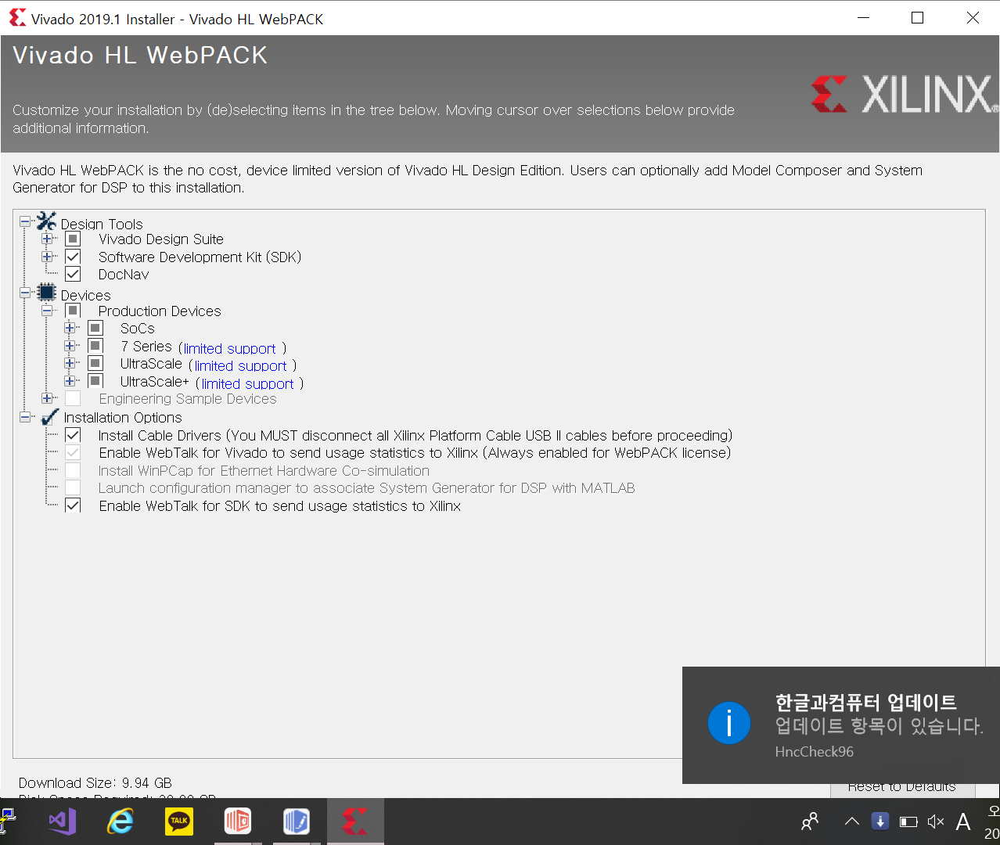 Vivado 2019.1 Installer - Vivado HL WebPACK
Vivado HL WebPACK
XILINX
Customize your installation by (de)selecting items in the tree below. Moving cursor over selections below provide
additional information.
Vivado HL WebPACK is the no cost, device limited version of Vivado HL Design Edition. Users can optionally add Model Composer and System
Generator for DSP to this installation.
Design Tools
Vivado Design Suite
Software Development Kit (SDK)
DocNav
Devices
Production Devices
SoCs
7 Series (limited support )
UltraScale (limited support )
UltraScale+ (limited support )
Engineering Sample Devices
Installation Options
Install Cable Drivers (You MUST disconnect all Xilinx Platform Cable USB II cables before proceeding)
Enable WebTalk for Vivado to send usage statistics to Xilinx (Always enabled for WebPACK license)
Install WinPCap for Ethernet Hardware Co-simulation
Launch configuration manager to associate System Generator for DSP with MATLAB
Enable WebTalk for SDK to send usage statistics to Xilinx
한글과컴퓨터 업데이트
업데이트 항목이 있습니다.
HncCheck96
Download Size: 9.94 GB
Reset to Defaults
Disk Space Required:
TALK
A
오
20